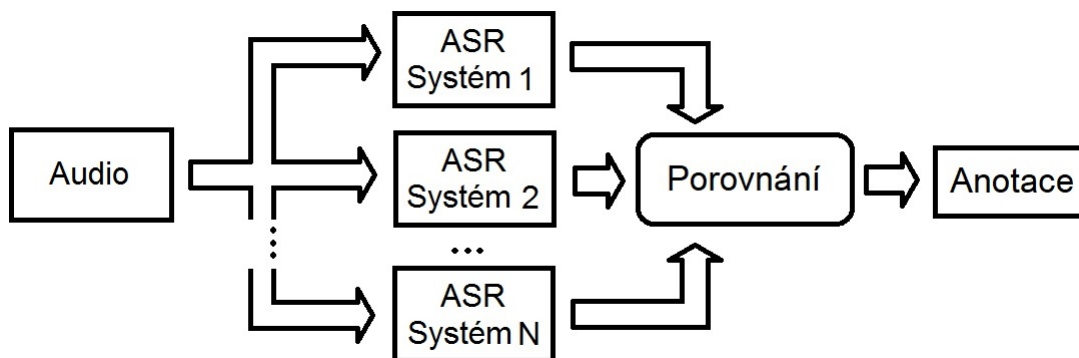 Audio
ASR
Systém 1
ASR
Systém 2
...
ASR
Systém N
Porovnání
Anotace